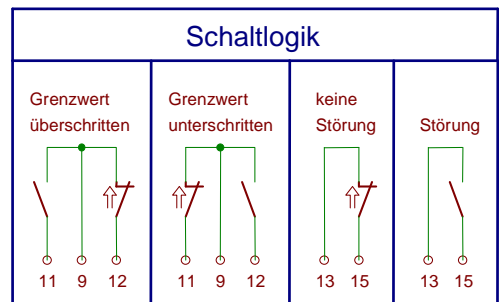 Schaltlogik
Grenzwert
überschritten
11 9 12
Grenzwert
unterschritten
11 9 12
keine
Störung
13 15
Störung
13 15